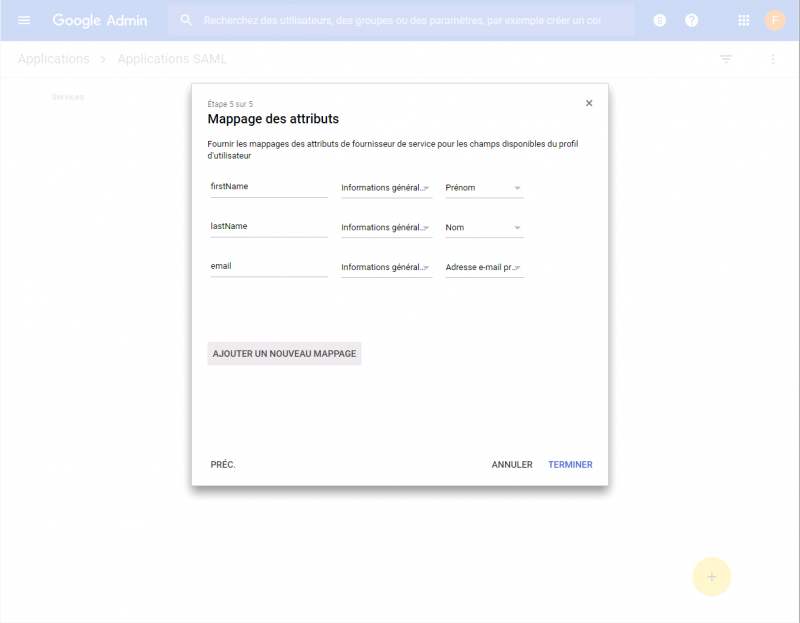 Google Admin
Recherchez des utilisateurs, des groupes ou des paramètres, par exemple créer un cor
F
Applications > Applications SAML
Services
Étape 5 sur 5
Mappage des attributs
Fournir les mappages des attributs de fournisseur de service pour les champs disponibles du profil
d'utilisateur
firstName Informations général... Prénom
lastName Informations général... Nom
email Informations général... Adresse e-mail pr...
AJOUTER UN NOUVEAU MAPPAGE
PRÉC. ANNULER TERMINER